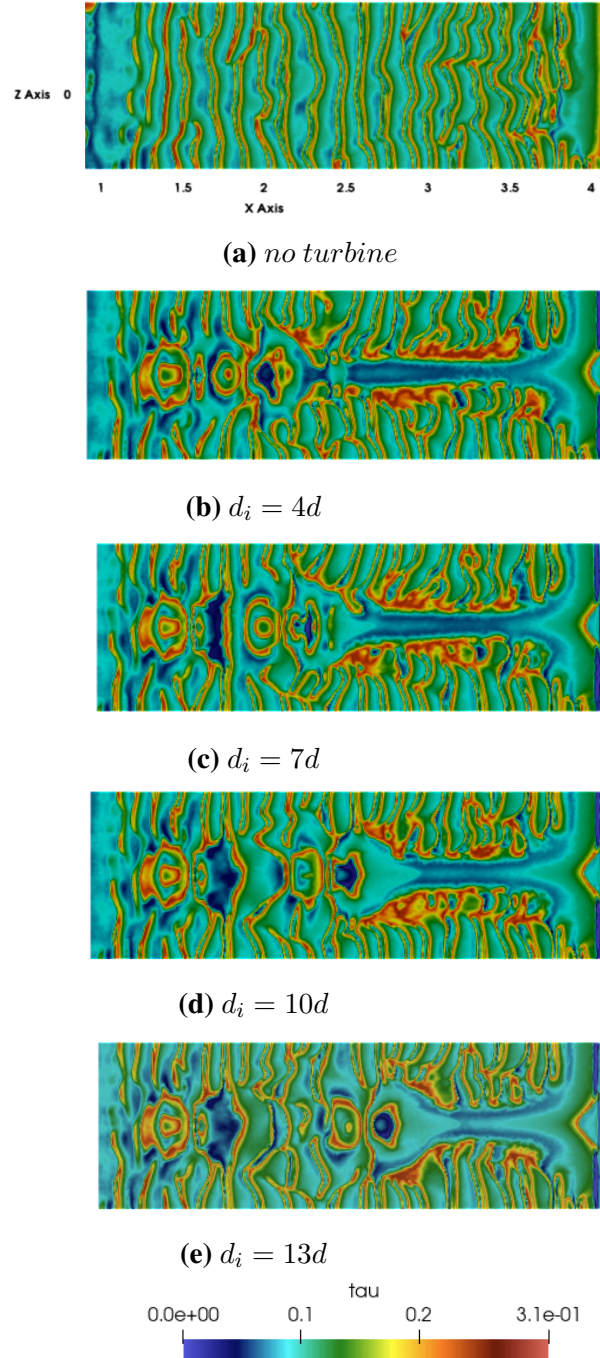 Z Axis 0
1 1.5 2 2.5 3 3.5 4
X Axis
(a) no turbine
(b) d_i = 4d
(c) d_i = 7d
(d) d_i = 10d
(e) d_i = 13d
tau
0.0e+00 0.1 0.2 3.1e-01